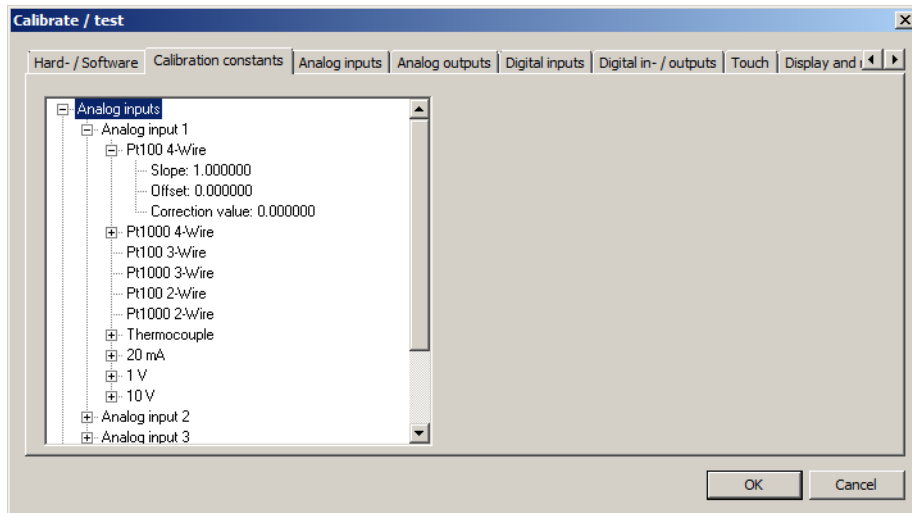 Calibrate / test
Hard- / Software Calibration constants Analog inputs Analog outputs Digital inputs Digital in- / outputs Touch Display and
Analog inputs
Analog input 1
Pt100 4-Wire
Slope: 1.000000
Offset: 0.000000
Correction value: 0.000000
Pt1000 4-Wire
Pt100 3-Wire
Pt1000 3-Wire
Pt100 2-Wire
Pt1000 2-Wire
Thermocouple
20 mA
1 V
10 V
Analog input 2
Analog input 3
OK Cancel